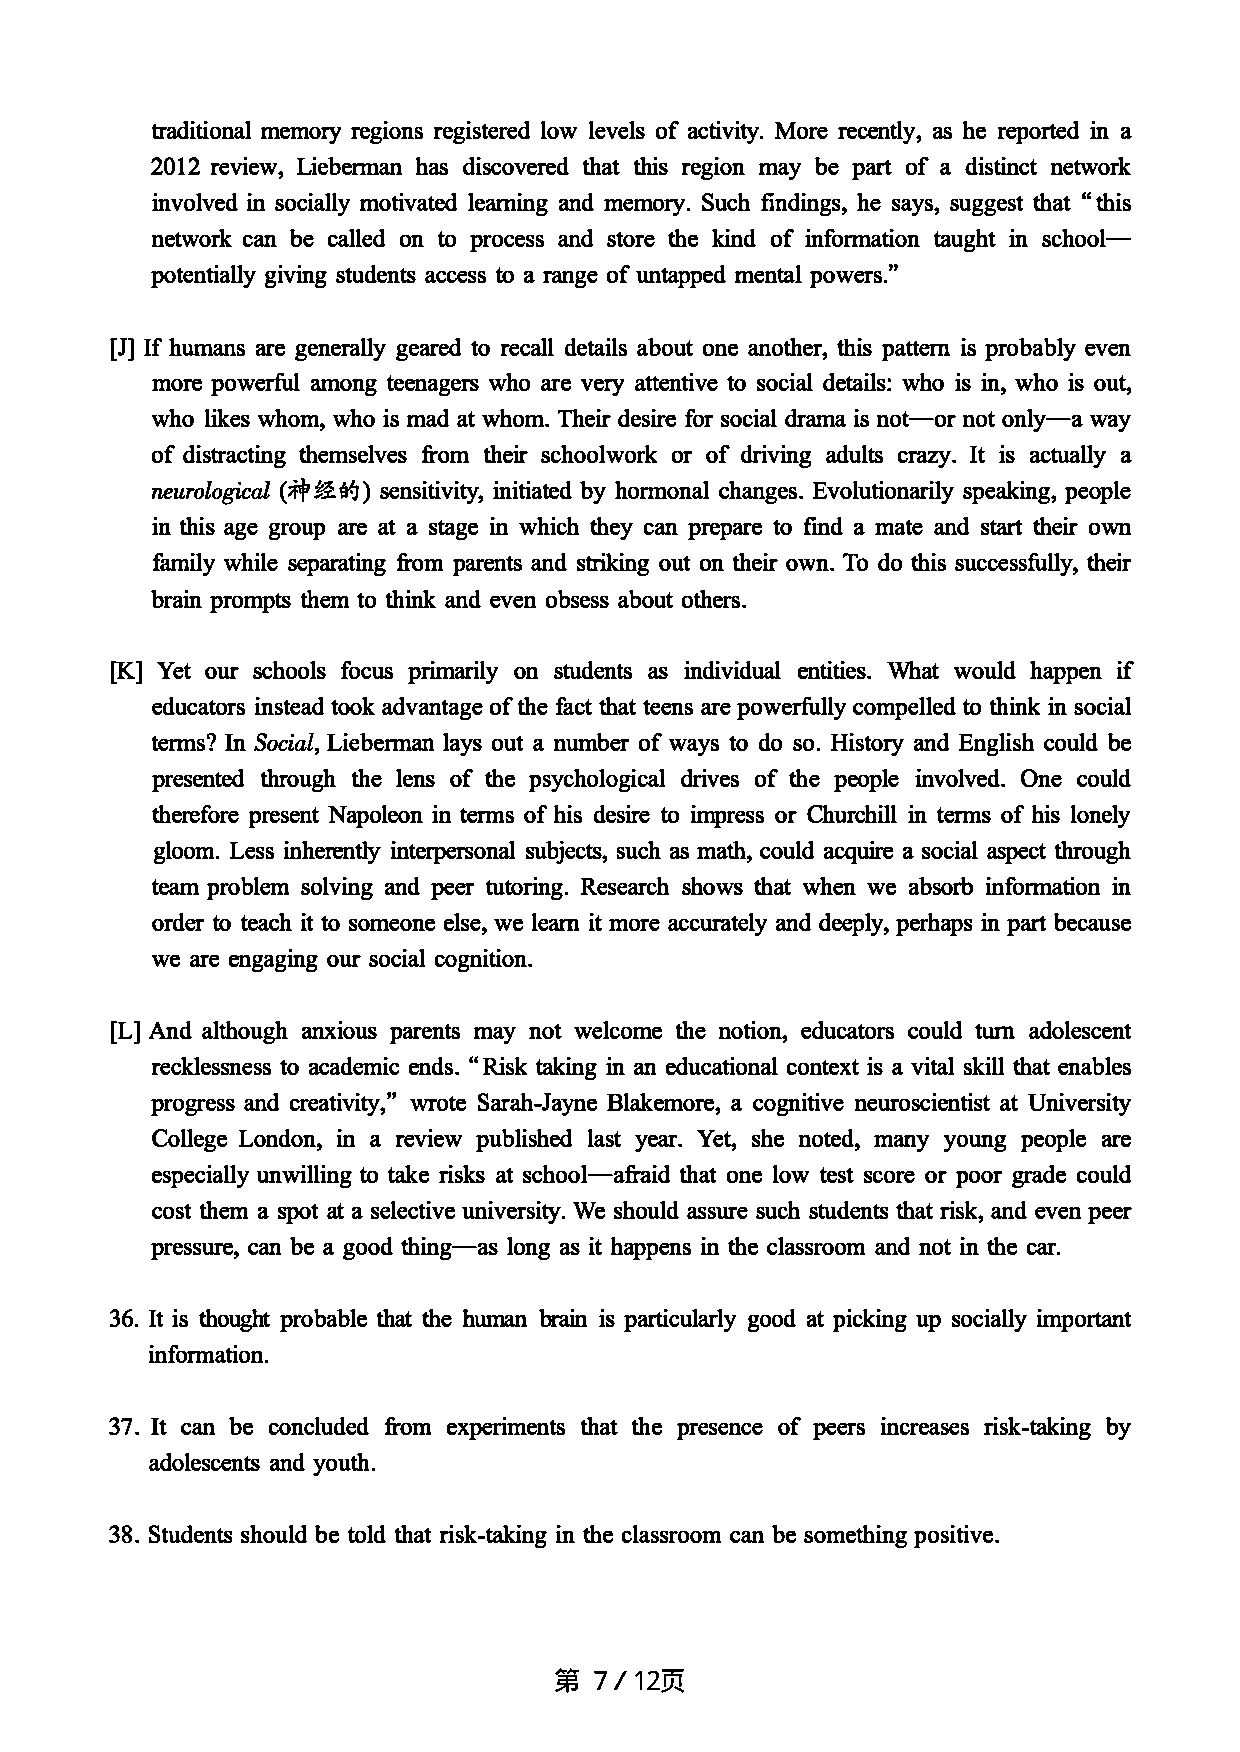 traditional memory regions registered low levels of activity. More recently, as he reported in a
2012 review, Lieberman has discovered that this region may be part of a distinct network
involved in socially motivated learning and memory. Such findings, he says, suggest that “this
network can be called on to process and store the kind of information taught in school—
potentially giving students access to a range of untapped mental powers.”
[J] If humans are generally geared to recall details about one another, this pattern is probably even
more powerful among teenagers who are very attentive to social details: who is in, who is out,
who likes whom, who is mad at whom. Their desire for social drama is not—or not only—a way
of distracting themselves from their schoolwork or of driving adults crazy. It is actually a
neurological (神经的) sensitivity, initiated by hormonal changes. Evolutionarily speaking, people
in this age group are at a stage in which they can prepare to find a mate and start their own
family while separating from parents and striking out on their own. To do this successfully, their
brain prompts them to think and even obsess about others.
[K] Yet our schools focus primarily on students as individual entities. What would happen if
educators instead took advantage of the fact that teens are powerfully compelled to think in social
terms? In Social, Lieberman lays out a number of ways to do so. History and English could be
presented through the lens of the psychological drives of the people involved. One could
therefore present Napoleon in terms of his desire to impress or Churchill in terms of his lonely
gloom. Less inherently interpersonal subjects, such as math, could acquire a social aspect through
team problem solving and peer tutoring. Research shows that when we absorb information in
order to teach it to someone else, we learn it more accurately and deeply, perhaps in part because
we are engaging our social cognition.
[L] And although anxious parents may not welcome the notion, educators could turn adolescent
recklessness to academic ends. “Risk taking in an educational context is a vital skill that enables
progress and creativity,” wrote Sarah-Jayne Blakemore, a cognitive neuroscientist at University
College London, in a review published last year. Yet, she noted, many young people are
especially unwilling to take risks at school—afraid that one low test score or poor grade could
cost them a spot at a selective university. We should assure such students that risk, and even peer
pressure, can be a good thing—as long as it happens in the classroom and not in the car.
36. It is thought probable that the human brain is particularly good at picking up socially important
information.
37. It can be concluded from experiments that the presence of peers increases risk-taking by
adolescents and youth.
38. Students should be told that risk-taking in the classroom can be something positive.
第 7 / 12页